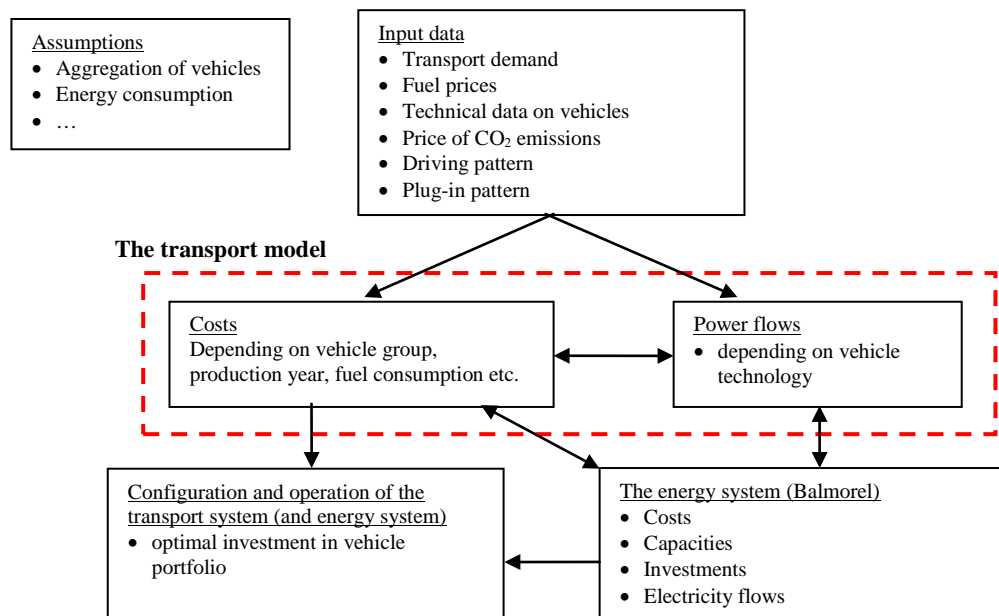 Assumptions
• Aggregation of vehicles
• Energy consumption
• …
Input data
• Transport demand
• Fuel prices
• Technical data on vehicles
• Price of CO₂ emissions
• Driving pattern
• Plug-in pattern
The transport model
Costs
Depending on vehicle group,
production year, fuel consumption etc.
Power flows
• depending on vehicle
technology
Configuration and operation of the
transport system (and energy system)
• optimal investment in vehicle
portfolio
The energy system (Balmorel)
• Costs
• Capacities
• Investments
• Electricity flows